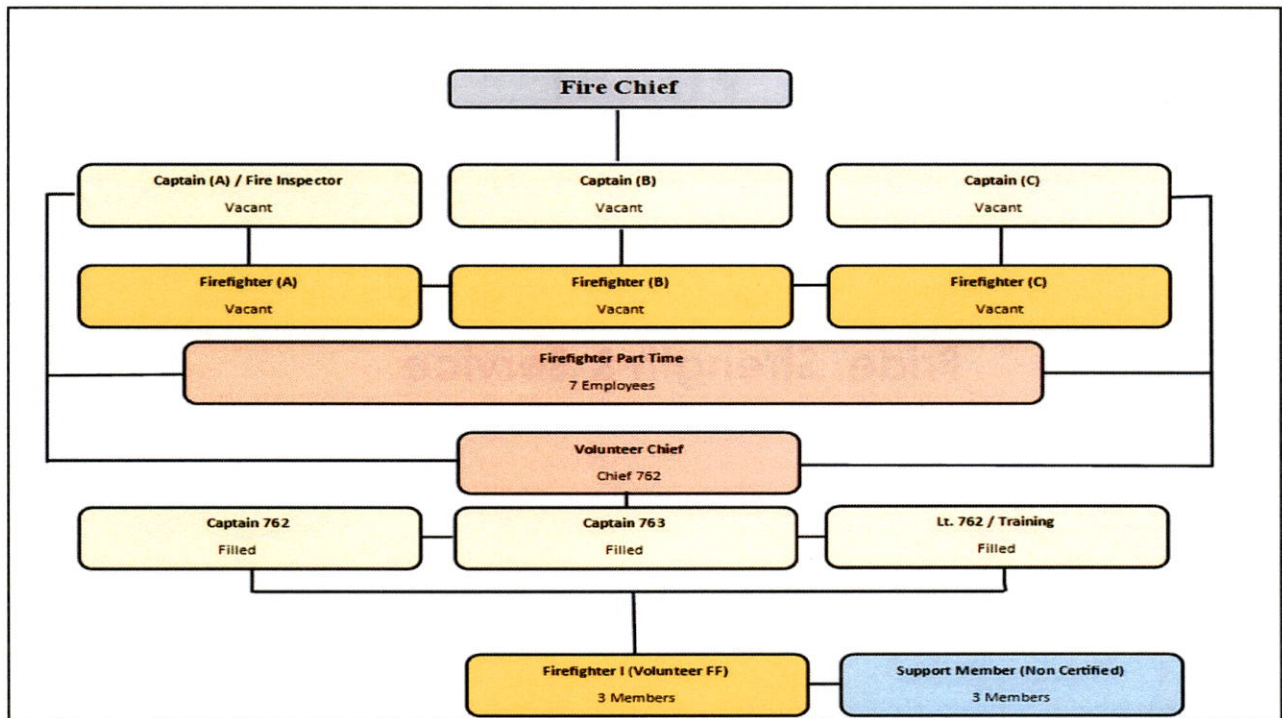 Fire Chief
Captain (A) / Fire Inspector
Vacant
Captain (B)
Vacant
Captain (C)
Vacant
Firefighter (A)
Vacant
Firefighter (B)
Vacant
Firefighter (C)
Vacant
Firefighter Part Time
7 Employees
Volunteer Chief
Chief 762
Captain 762
Filled
Captain 763
Filled
Lt. 762 / Training
Filled
Firefighter I (Volunteer FF)
3 Members
Support Member (Non Certified)
3 Members